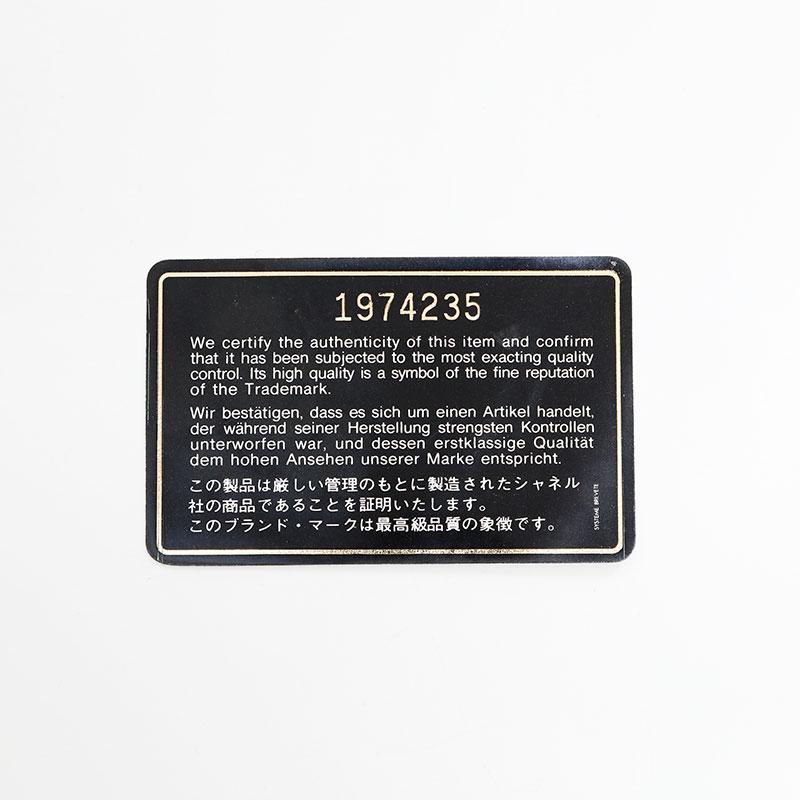 1974235
We certify the authenticity of this item and confirm
that it has been subjected to the most exacting quality
control. Its high quality is a symbol of the fine reputation
of the Trademark.
Wir bestätigen, dass es sich um einen Artikel handelt,
der während seiner Herstellung strengsten Kontrollen
unterworfen war, und dessen erstklassige Qualität
dem hohen Ansehen unserer Marke entspricht.
この製品は厳しい管理のもとに製造されたシャネル
社の商品であることを証明いたします。
このブランド・マークは最高級品質の象徴です。
SYSTEME BREVETE